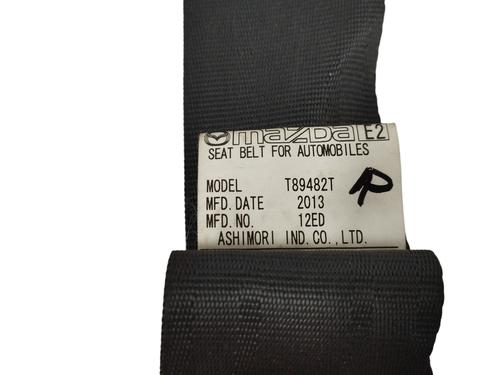 mazda E2
SEAT BELT FOR AUTOMOBILES
MODEL T89482T
MFD. DATE 2013
MFD. NO. 12ED
ASHIMORI IND. CO., LTD.